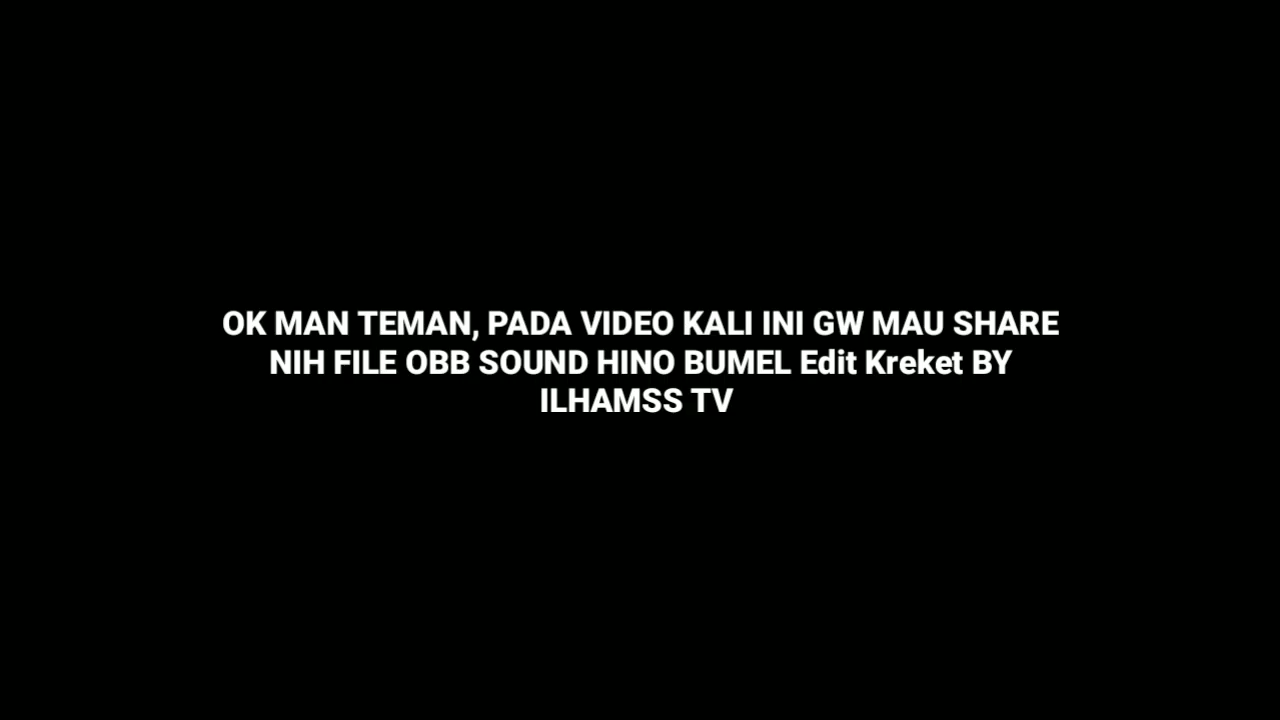 OK MAN TEMAN, PADA VIDEO KALI INI GW MAU SHARE
NIH FILE OBB SOUND HINO BUMEL Edit Kreket BY
ILHAMSS TV